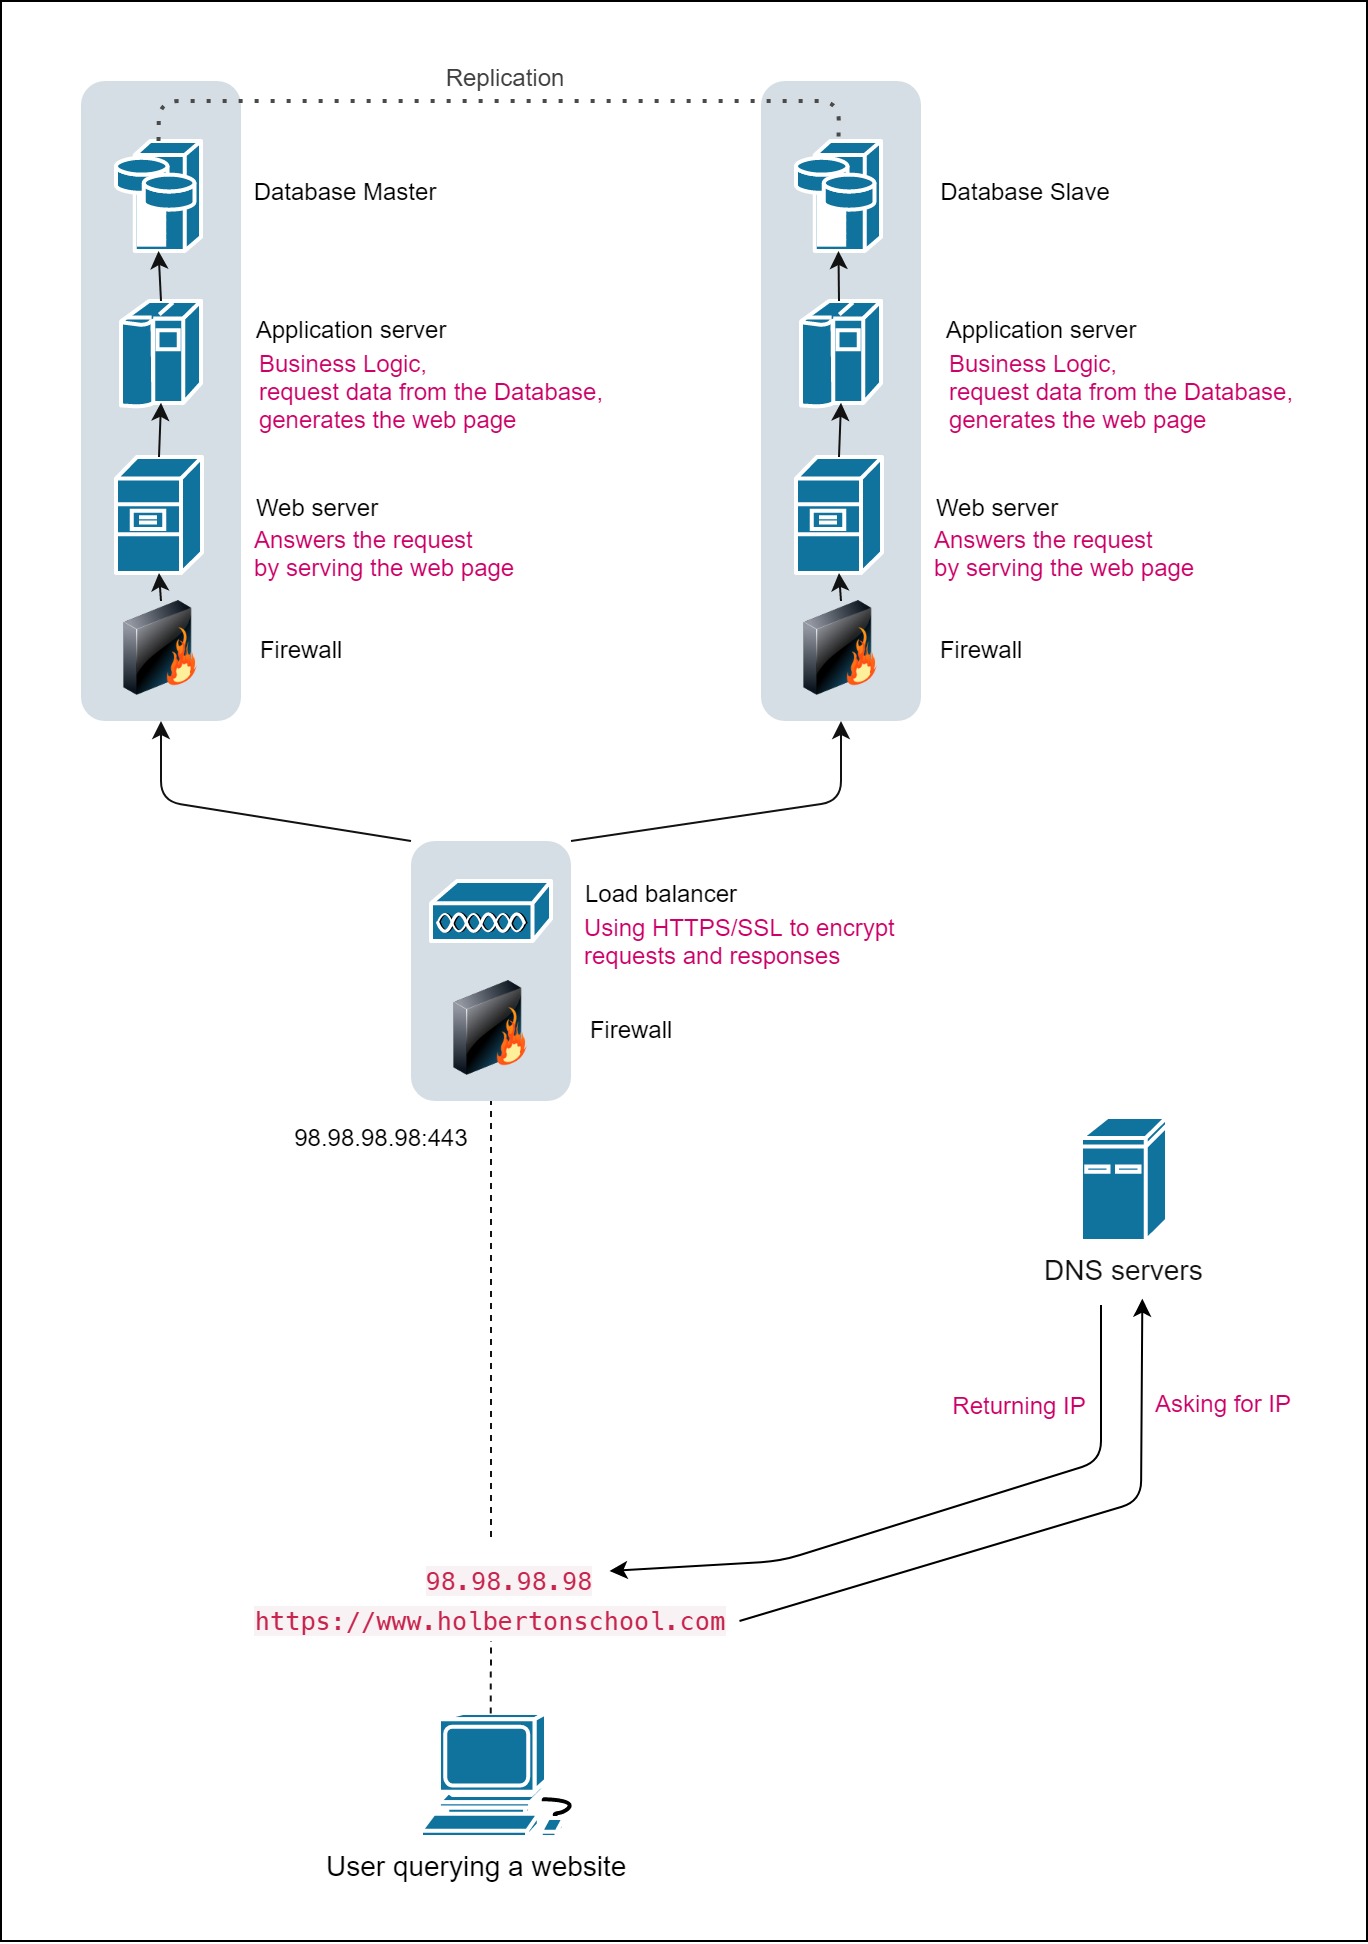 Replication
Database Master
Database Slave
Application server
Business Logic,
request data from the Database,
generates the web page
Application server
Business Logic,
request data from the Database,
generates the web page
Web server
Answers the request
by serving the web page
Web server
Answers the request
by serving the web page
Firewall
Firewall
Load balancer
Using HTTPS/SSL to encrypt
requests and responses
Firewall
98.98.98.98:443
DNS servers
Returning IP
Asking for IP
98.98.98.98
https://www.holbertonschool.com
User querying a website